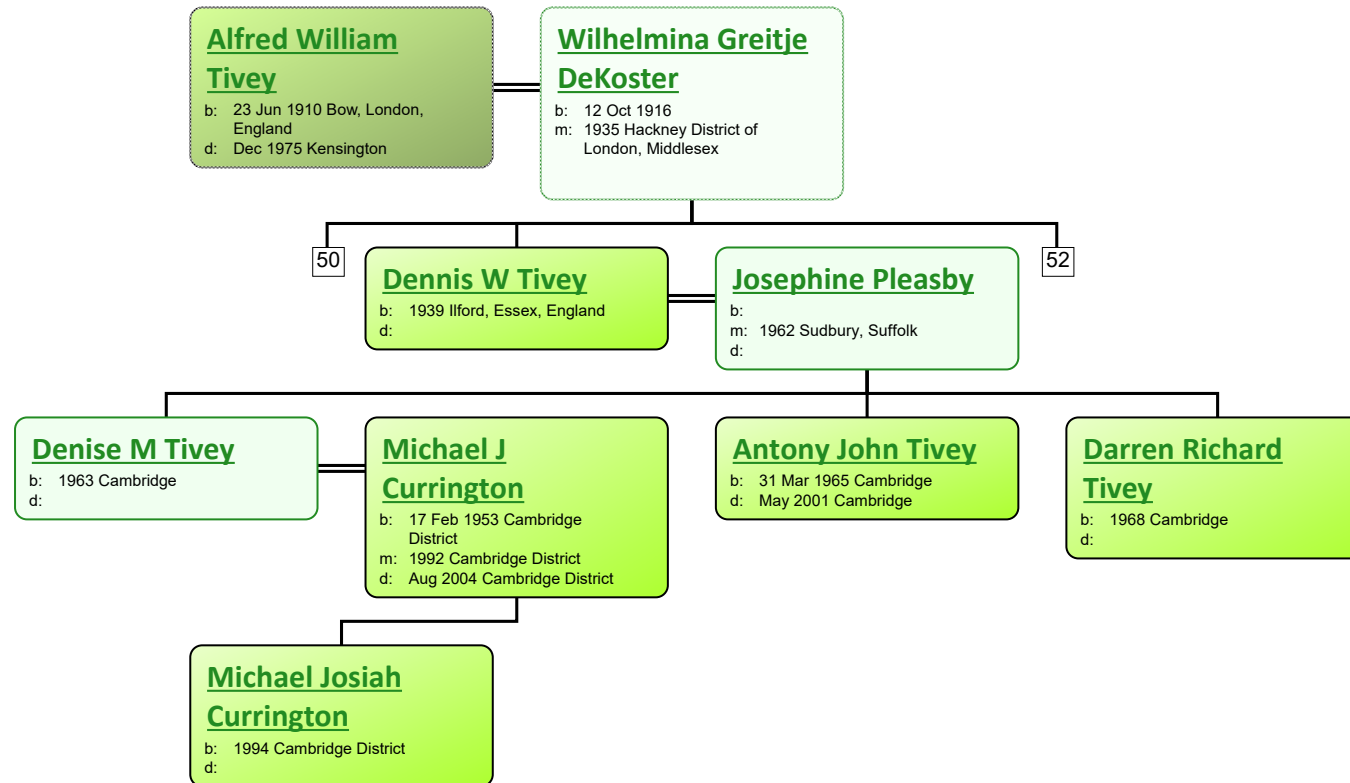 Alfred William
Tivey
b: 23 Jun 1910 Bow, London,
England
d: Dec 1975 Kensington
Wilhelmina Greitje
DeKoster
b: 12 Oct 1916
m: 1935 Hackney District of
London, Middlesex
50
Dennis W Tivey
b: 1939 Ilford, Essex, England
d:
Josephine Pleasby
b:
m: 1962 Sudbury, Suffolk
d:
52
Denise M Tivey
b: 1963 Cambridge
d:
Michael J
Currington
b: 17 Feb 1953 Cambridge
District
m: 1992 Cambridge District
d: Aug 2004 Cambridge District
Antony John Tivey
b: 31 Mar 1965 Cambridge
d: May 2001 Cambridge
Darren Richard
Tivey
b: 1968 Cambridge
d:
Michael Josiah
Currington
b: 1994 Cambridge District
d: